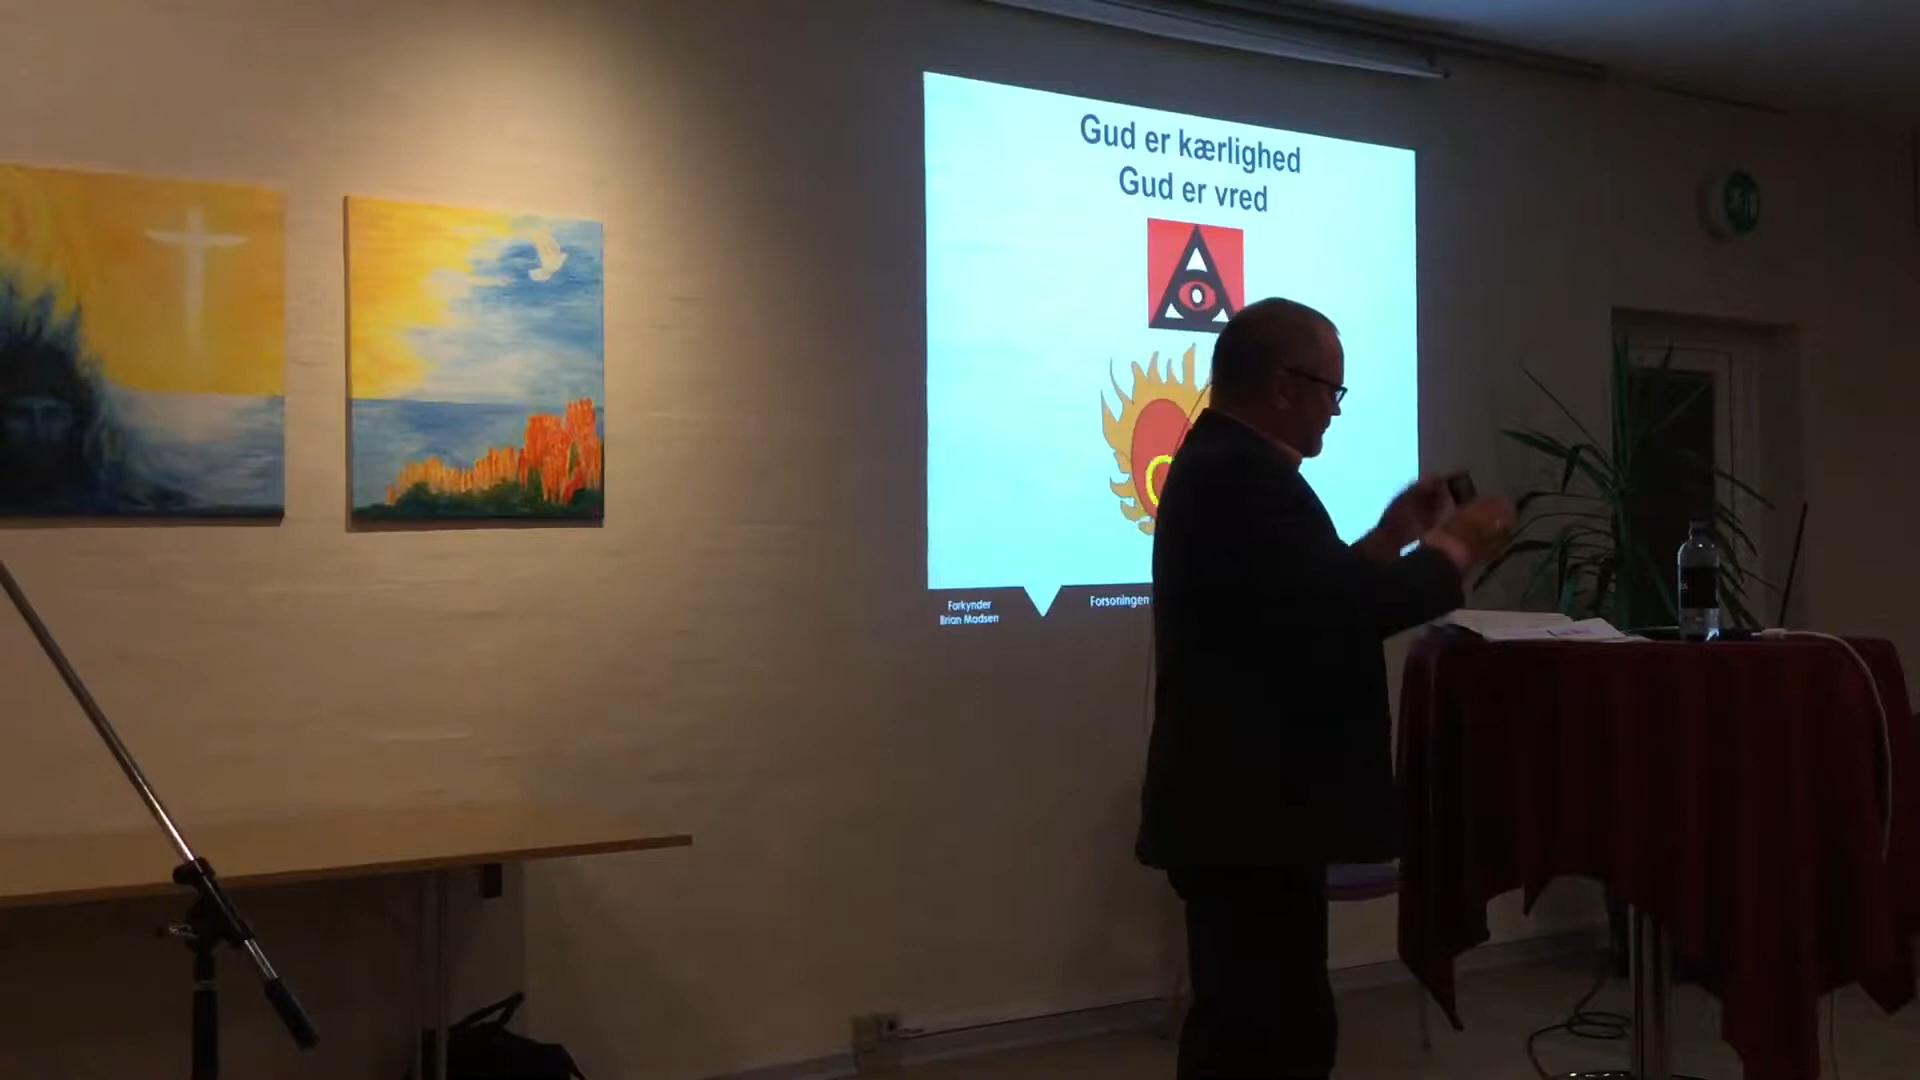 Gud er kærlighed
Gud er vred
Forkynder
Brian Madsen
Forsoningen